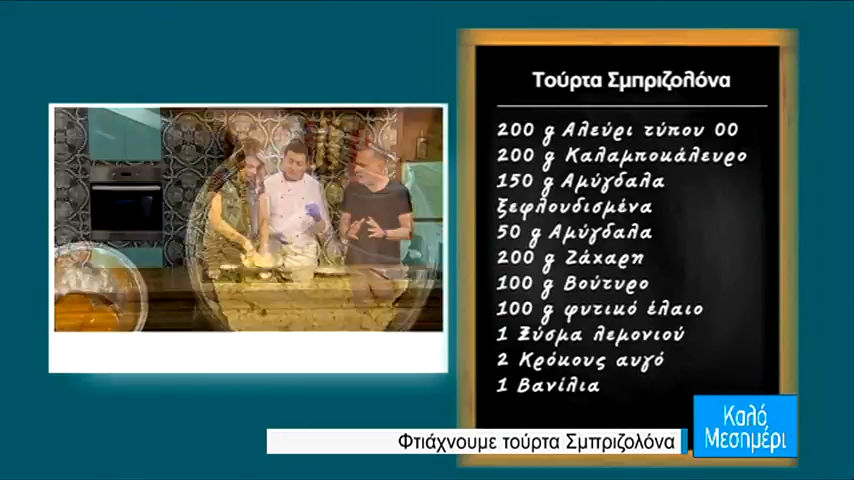 Τούρτα Σμπριζολόνα
200 g Αλεύρι τύπου 00
200 g Καλαμποκάλευρο
150 g Αμύγδαλα
ξεφλουδισμένα
50 g Αμύγδαλα
200 g Ζάχαρη
100 g Βούτυρο
100 g φυτικό έλαιο
1 Ξύσμα λεμονιού
2 Κρόκους αυγό
1 Βανίλια
Καλό
Μεσημέρι
Φτιάχνουμε τούρτα Σμπριζολόνα